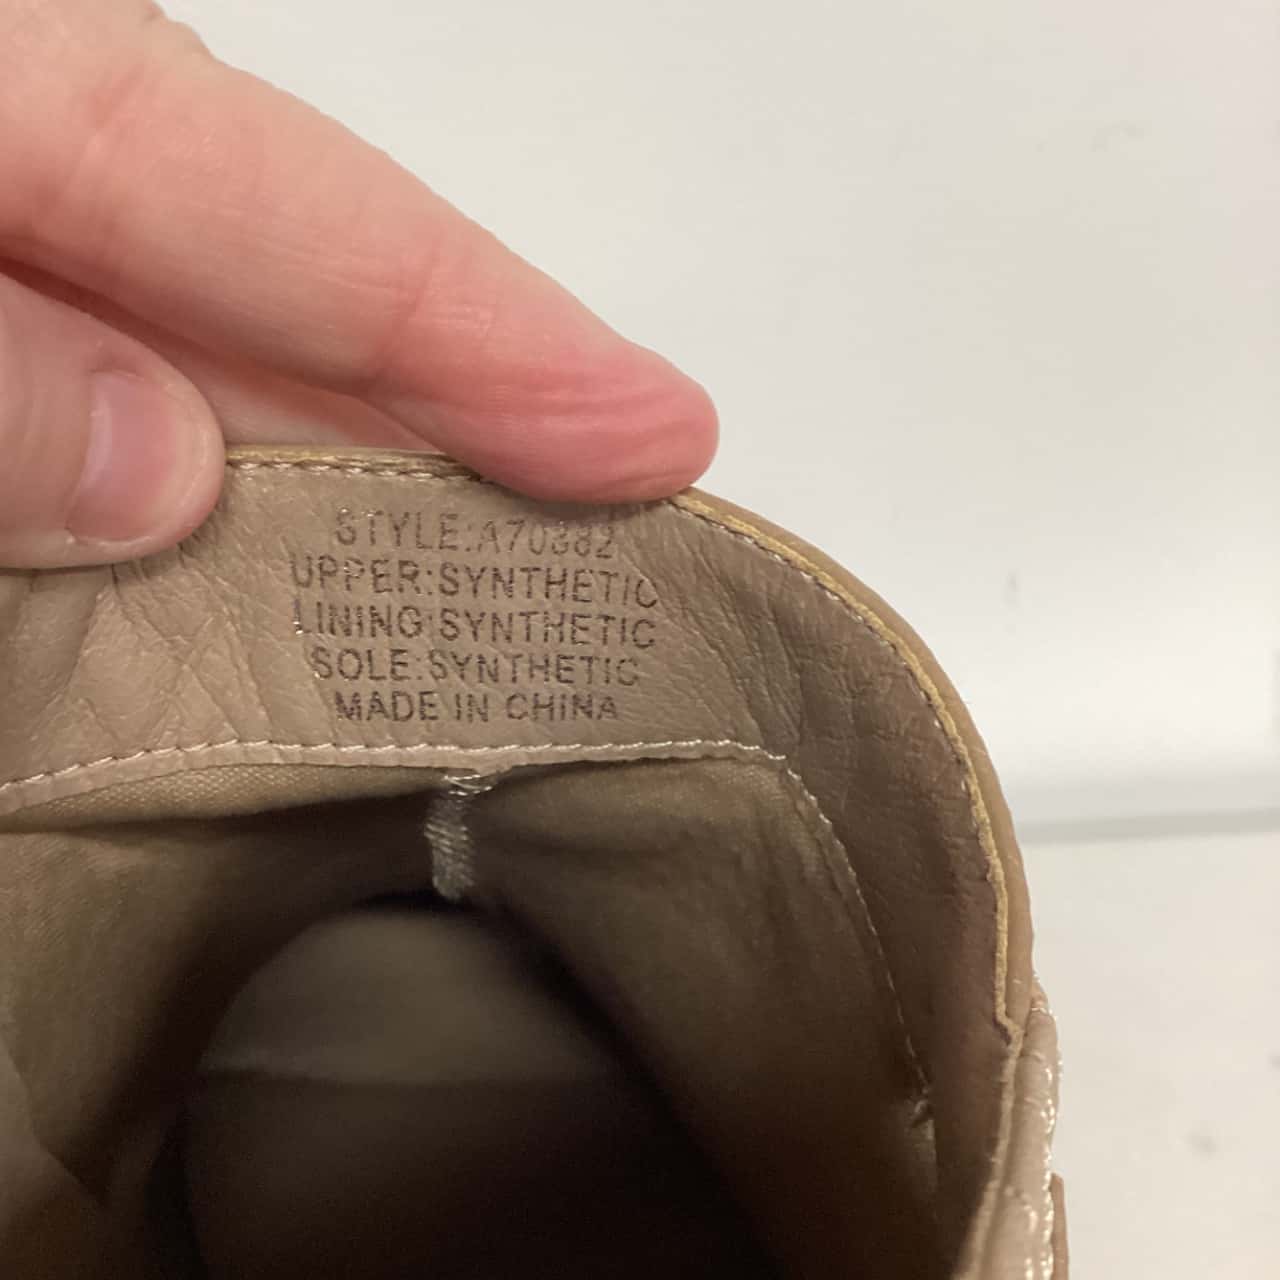 STYLE:A70382
UPPER:SYNTHETIC
LINING:SYNTHETIC
SOLE:SYNTHETIC
MADE IN CHINA